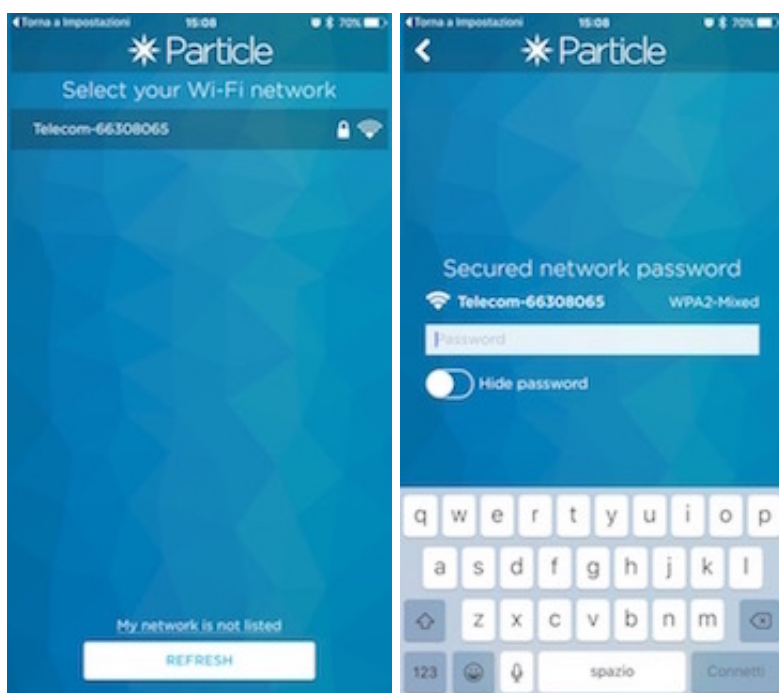 Torna a Impostazioni 15:08 70%
Particle
Select your Wi-Fi network
Telecom-66308065
My network is not listed
REFRESH
Torna a Impostazioni 15:08 70%
Particle
Secured network password
Telecom-66308065 WPA2-Mixed
Password
Hide password
q w e r t y u i o p
a s d f g h j k l
z x c v b n m
123 spazio Connetti